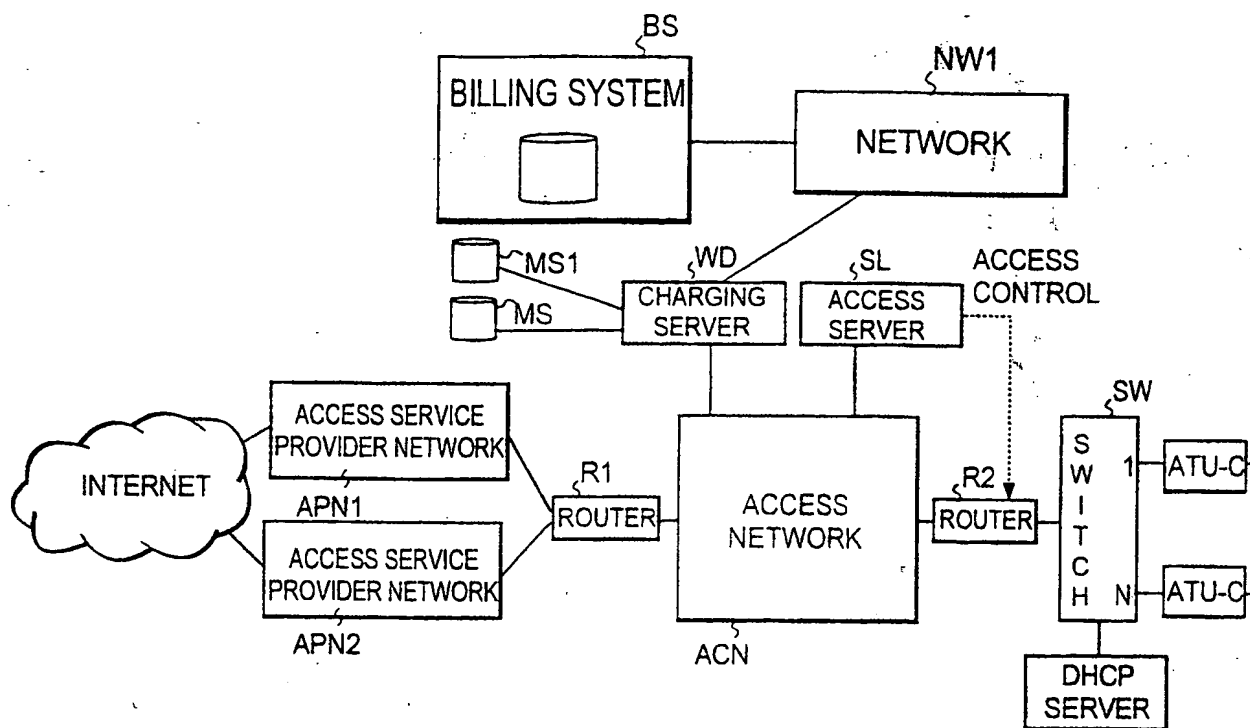 BS
BILLING SYSTEM
NW1
NETWORK
MS1
MS
WD
CHARGING
SERVER
SL
ACCESS
SERVER
ACCESS
CONTROL
INTERNET
ACCESS SERVICE
PROVIDER NETWORK
APN1
ACCESS SERVICE
PROVIDER NETWORK
APN2
R1
ROUTER
ACCESS
NETWORK
ACN
R2
ROUTER
SW
SWITCH
1
N
ATU-C
ATU-C
DHCP
SERVER